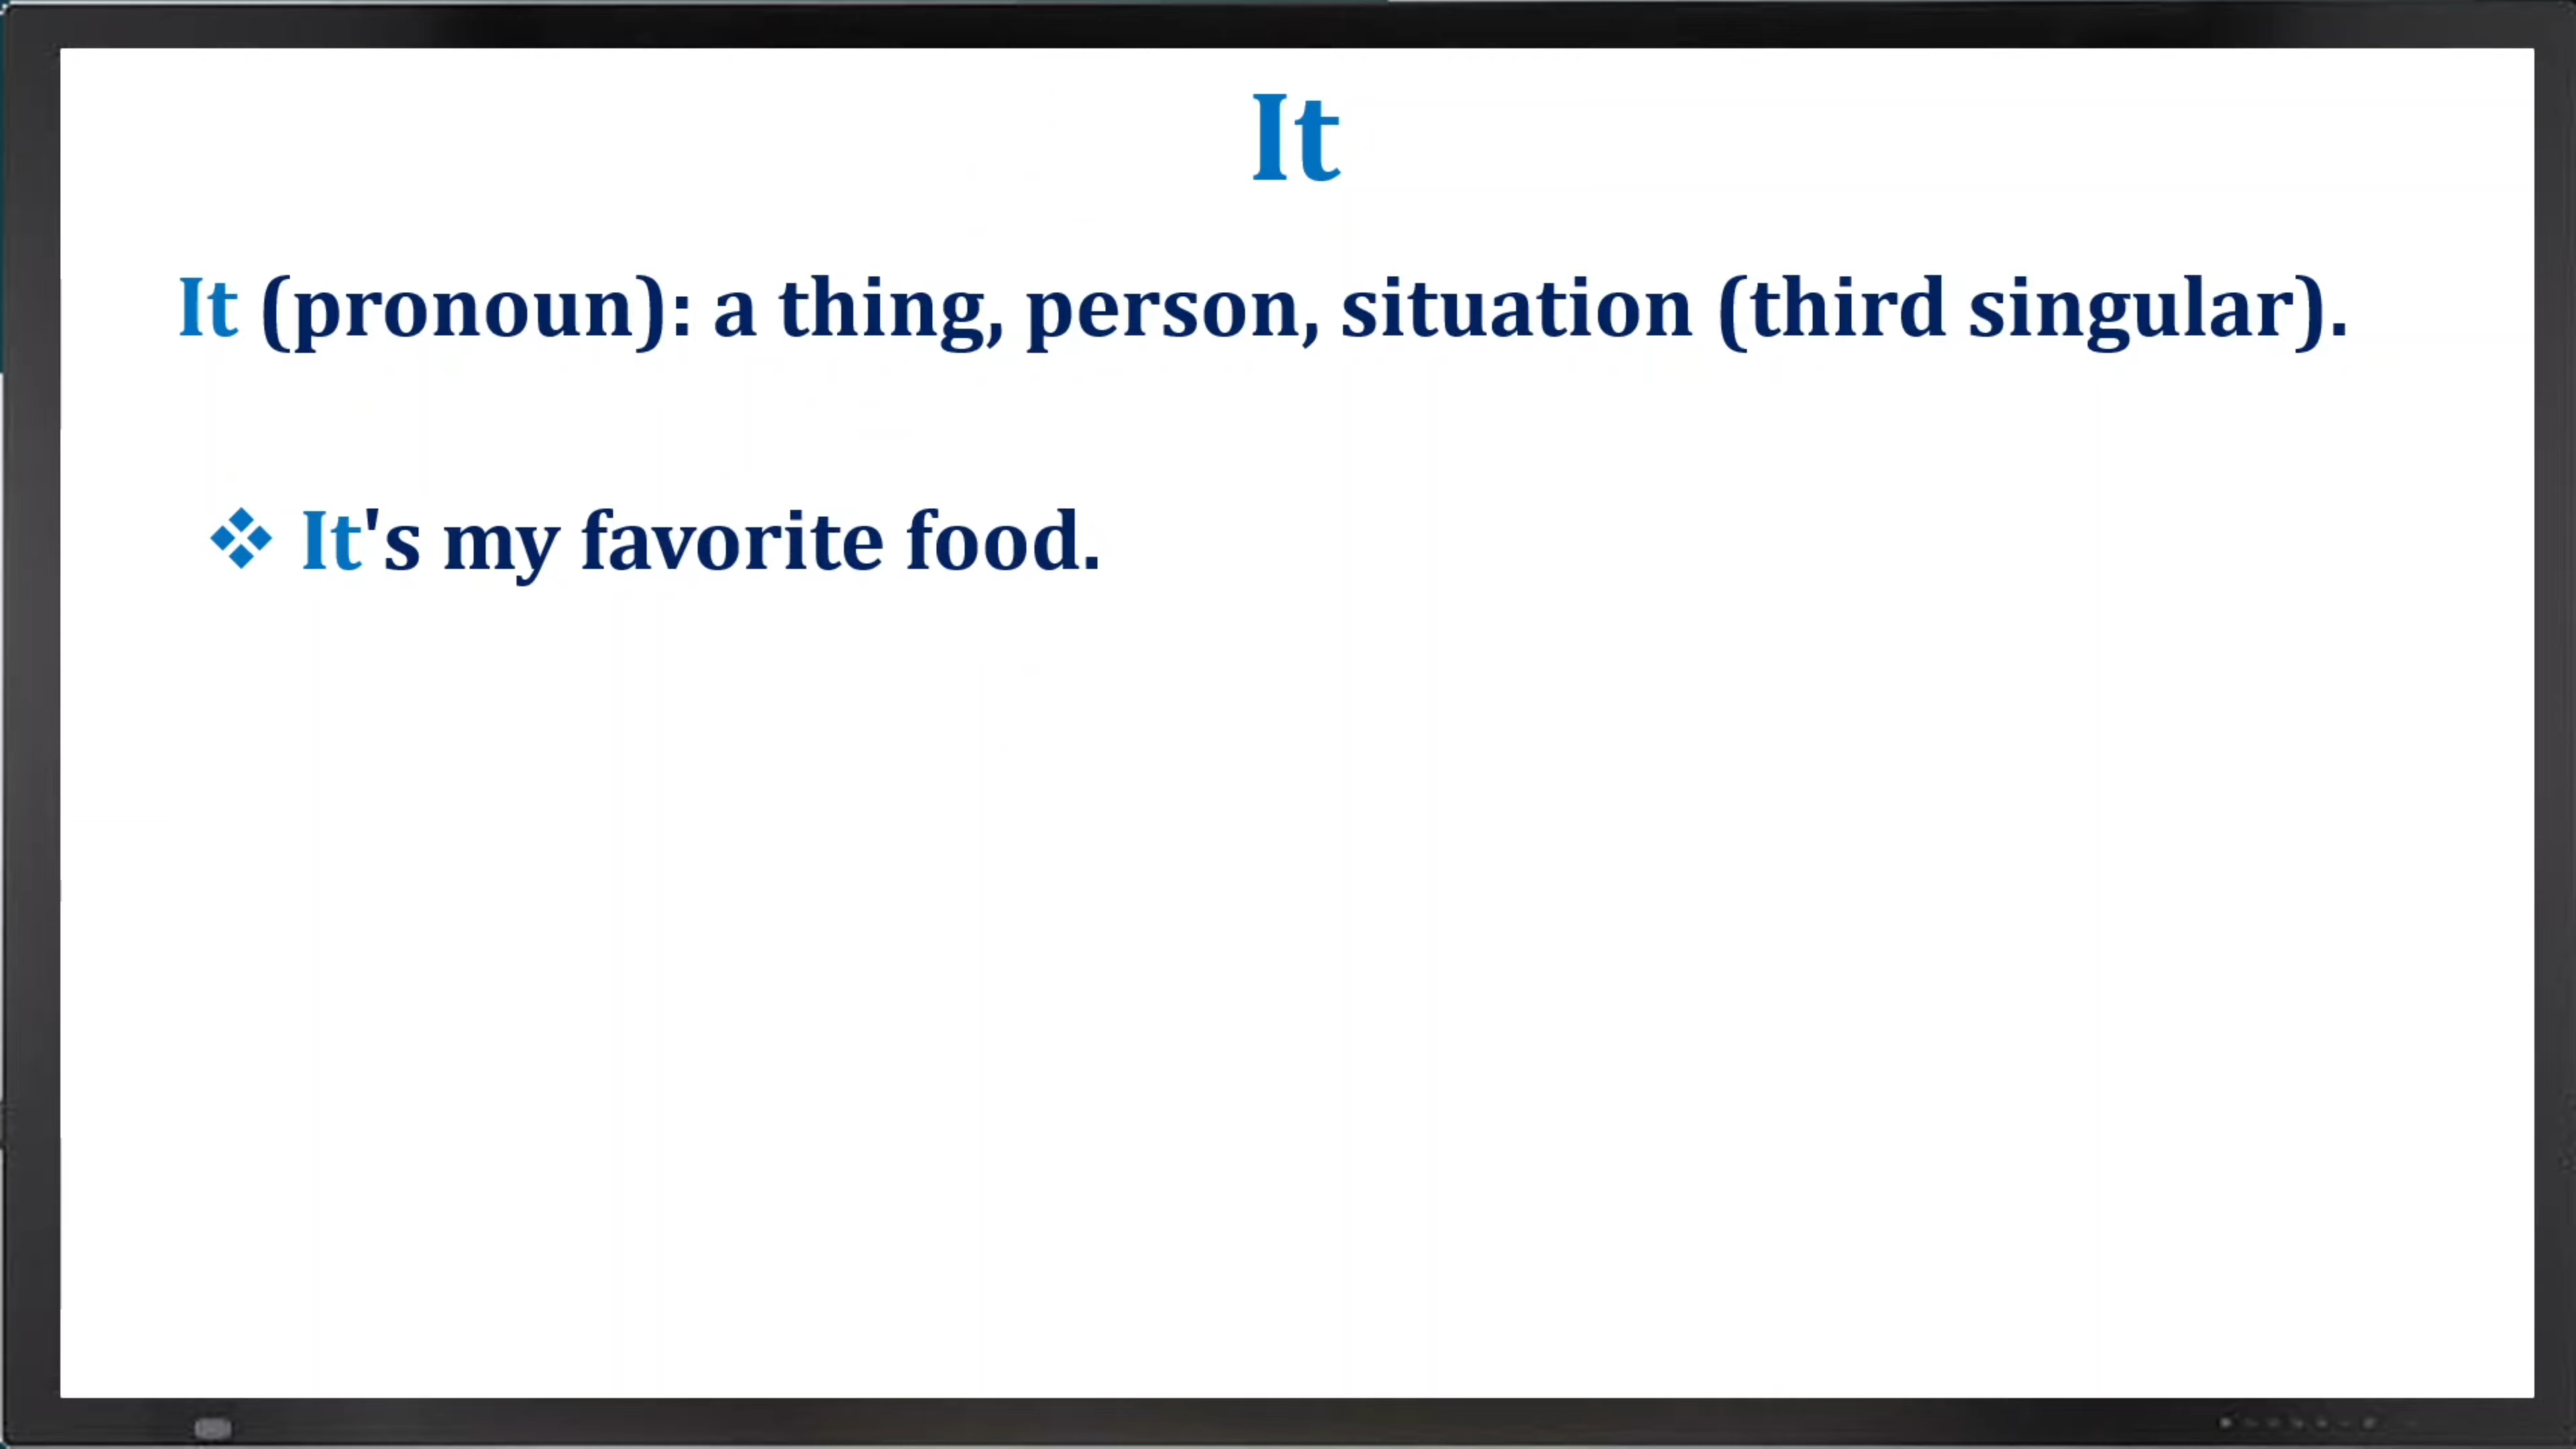 It
It (pronoun): a thing, person, situation (third singular).
❖ It's my favorite food.